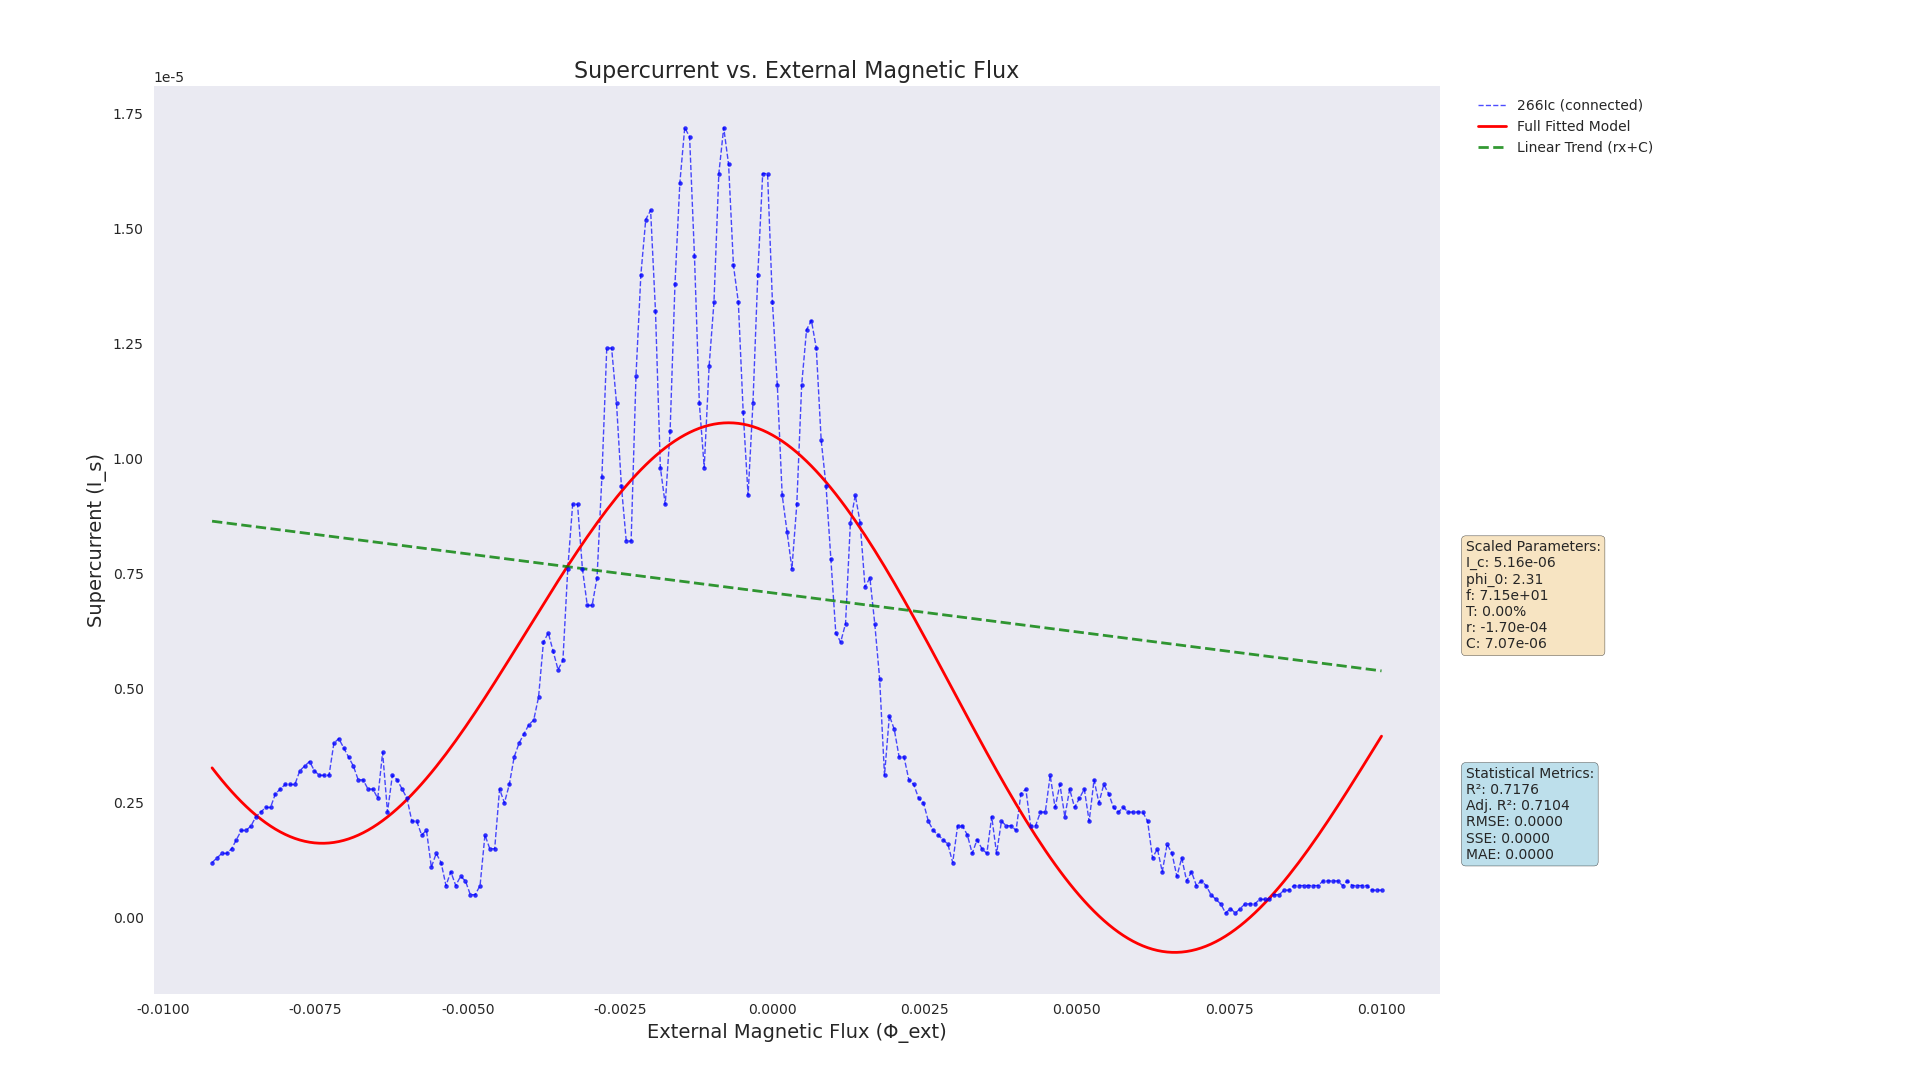 Supercurrent vs. External Magnetic Flux
1e-5
1.75
1.50
1.25
1.00
0.75
0.50
0.25
0.00
Supercurrent (I_s)
-0.0100 -0.0075 -0.0050 -0.0025 0.0000 0.0025 0.0050 0.0075 0.0100
External Magnetic Flux (Φ_ext)
266Ic (connected)
Full Fitted Model
Linear Trend (rx+C)
Scaled Parameters:
I_c: 5.16e-06
phi_0: 2.31
f: 7.15e+01
T: 0.00%
r: -1.70e-04
C: 7.07e-06
Statistical Metrics:
R²: 0.7176
Adj. R²: 0.7104
RMSE: 0.0000
SSE: 0.0000
MAE: 0.0000